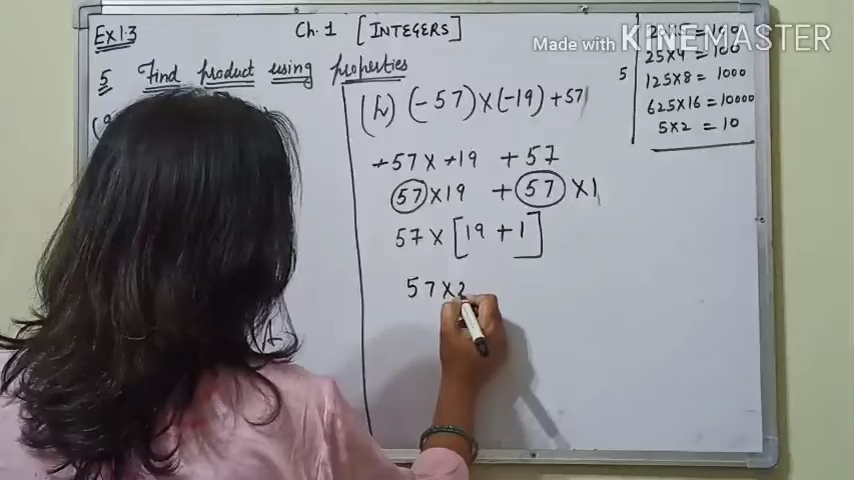 Ex 1.3
Ch. 1 [INTEGERS]
5 Find product using properties
(h) (-57)×(-19)+57
+57×+19 +57
57×19 +57×1
57×[19+1]
57×2
5
25×4=100
125×8=1000
625×16=10000
5×2=10
Made with KINEMASTER